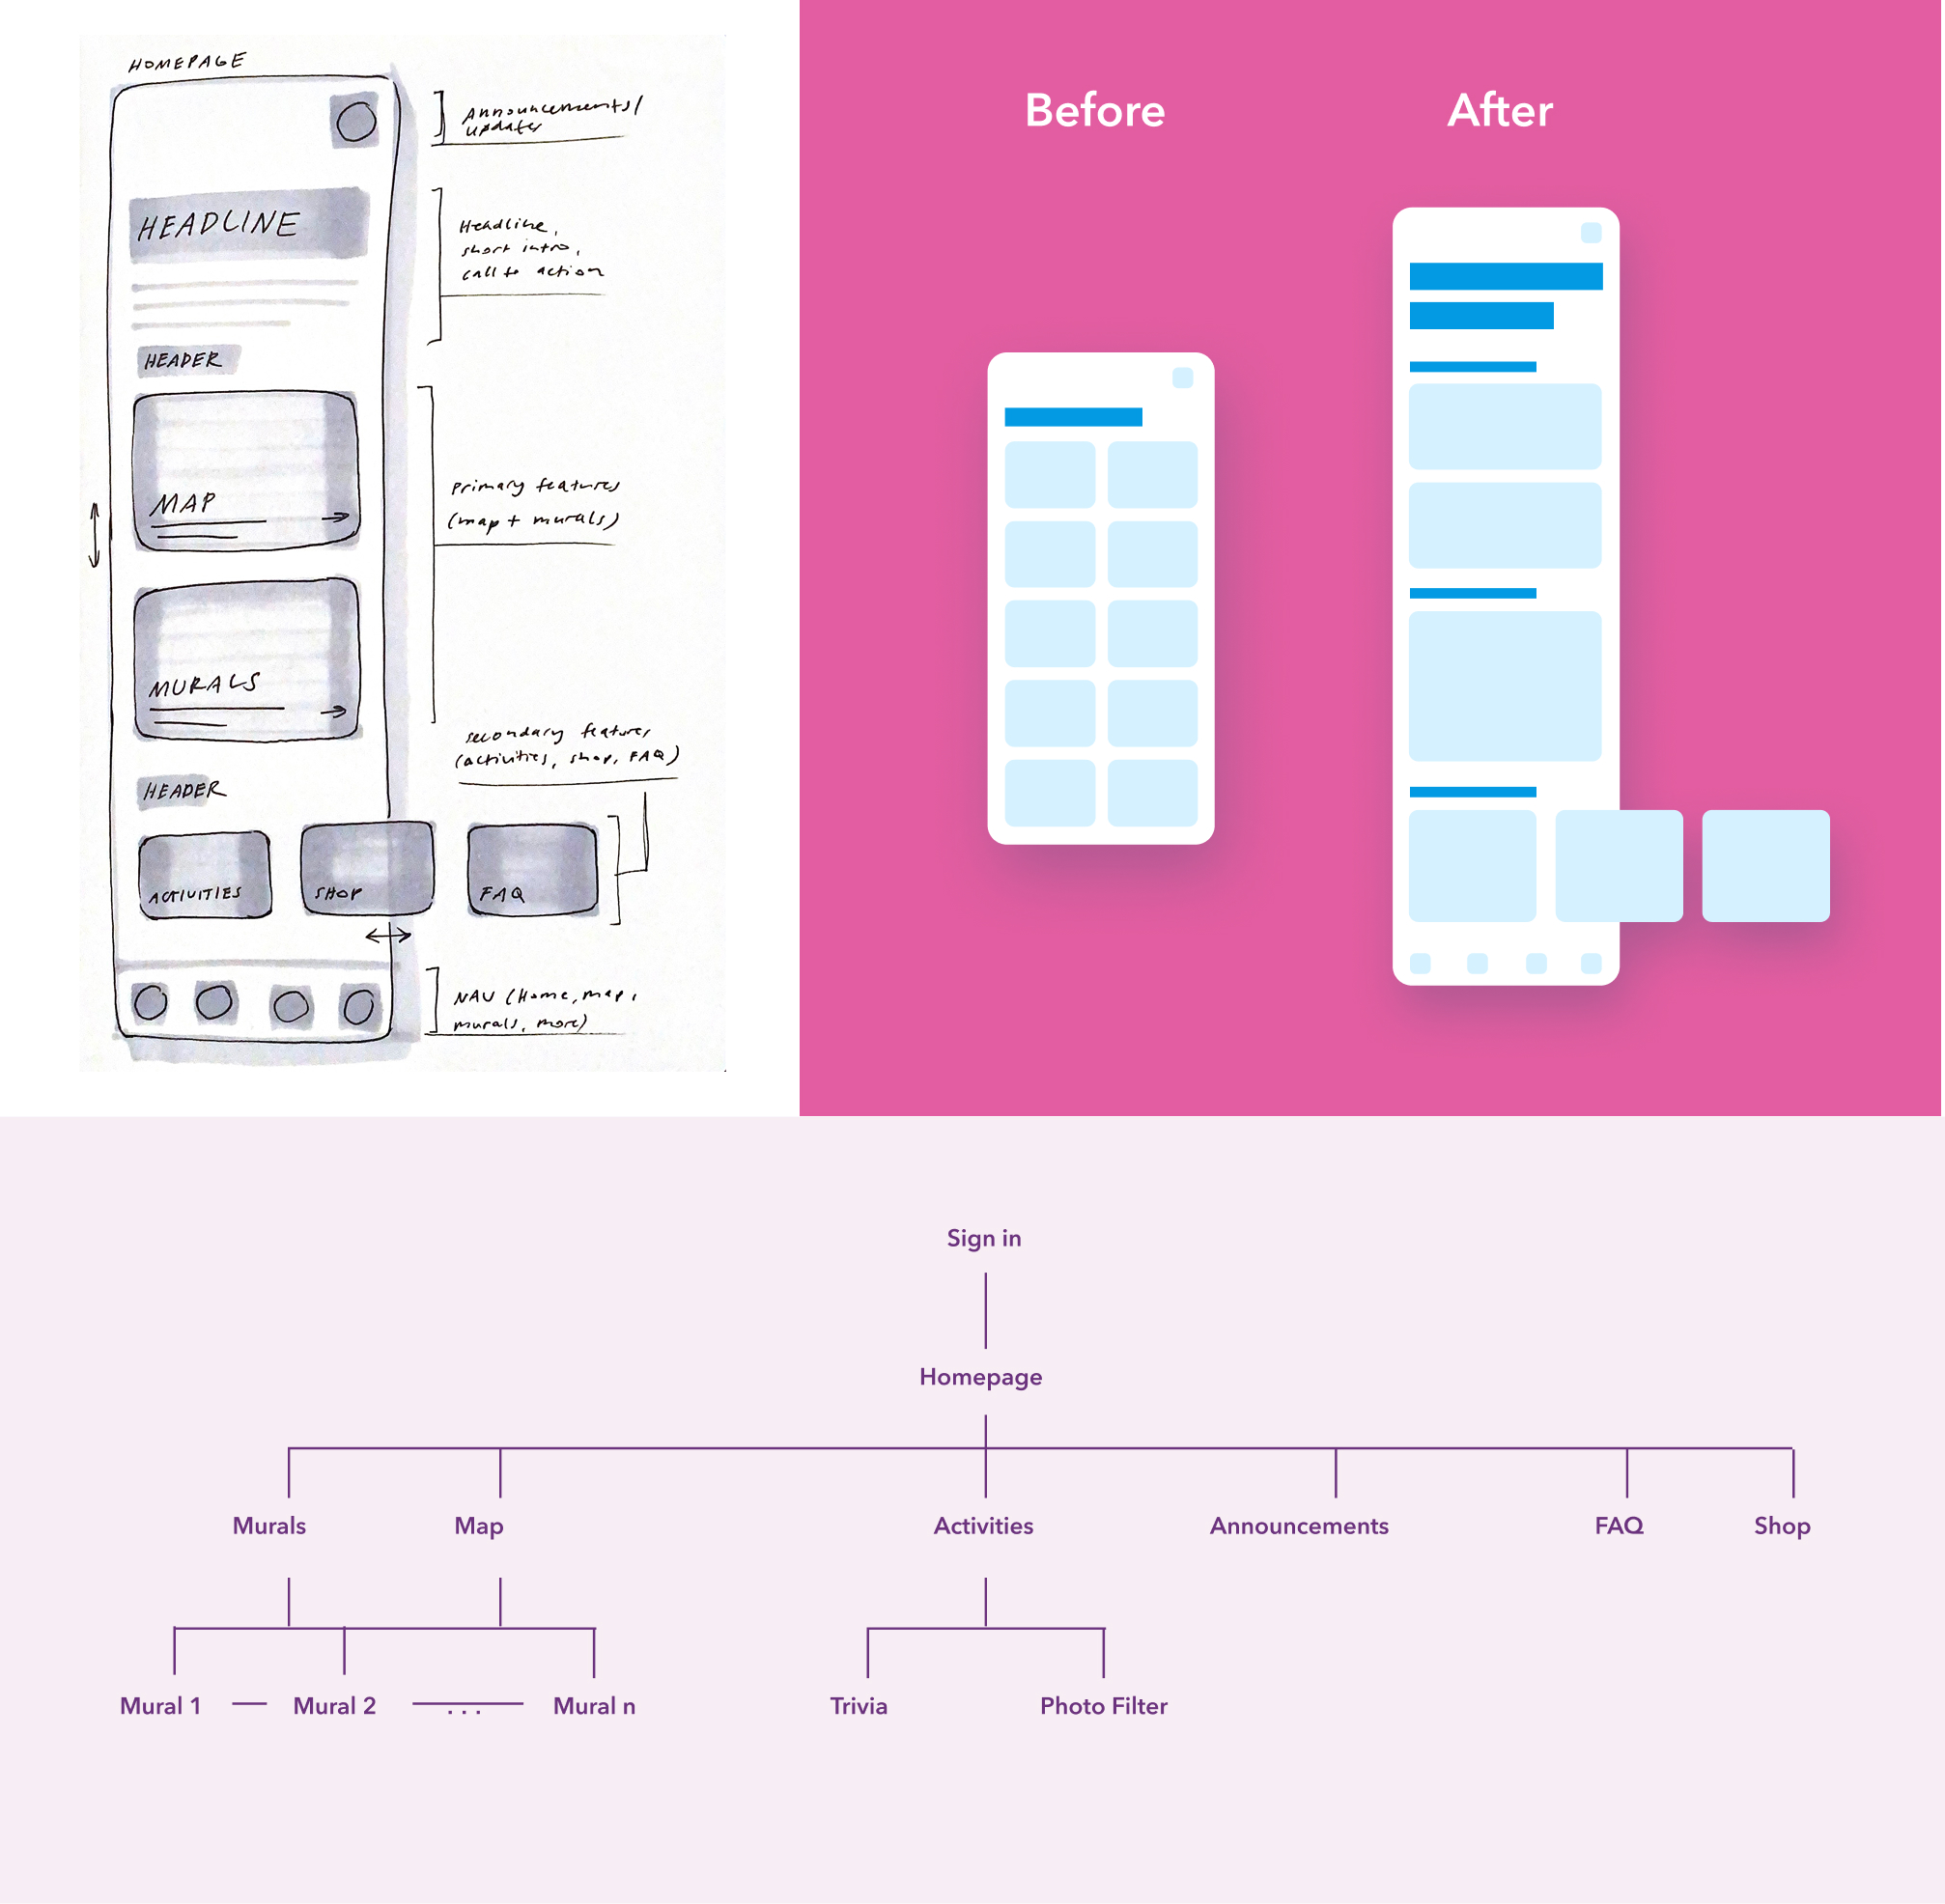 HOMEPAGE
Announcements/
updates
HEADLINE
Headline,
short intro,
call to action
HEADER
MAP
primary features
(map + murals)
MURALS
secondary features
(activities, shop, FAQ)
HEADER
ACTIVITIES
SHOP
FAQ
NAV (Home, map,
murals, more)
Before
After
Sign in
Homepage
Murals
Map
Activities
Announcements
FAQ
Shop
Mural 1
Mural 2
. . .
Mural n
Trivia
Photo Filter